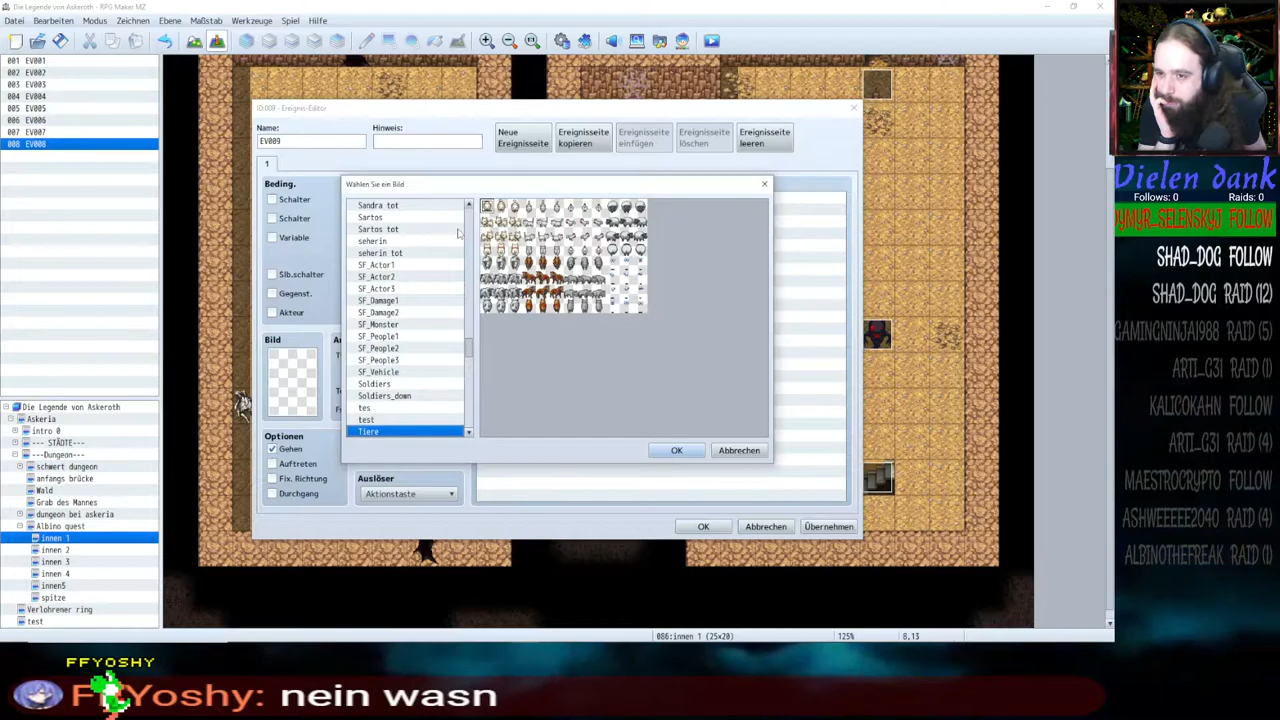 Die Legende von Askeroth - RPG Maker MZ
Datei Bearbeiten Modus Zeichnen Ebene Maßstab Werkzeuge Spiel Hilfe
001 EV001
002 EV002
003 EV003
004 EV004
005 EV005
006 EV006
007 EV007
008 EV008
ID:009 - Ereignis-Editor
Name:
Hinweis:
EV009
Neue Ereignisseite
Ereignisseite kopieren
Ereignisseite einfügen
Ereignisseite löschen
Ereignisseite leeren
1
Beding.
Schalter
Schalter
Variable
Slb.schalter
Gegenst.
Akteur
Bild
Optionen
Gehen
Auftreten
Fix. Richtung
Durchgang
Auslöser
Aktionstaste
OK Abbrechen Übernehmen
Wählen Sie ein Bild
Sandra tot
Sartos
Sartos tot
seherin
seherin tot
SF_Actor1
SF_Actor2
SF_Actor3
SF_Damage1
SF_Damage2
SF_Monster
SF_People1
SF_People2
SF_People3
SF_Vehicle
Soldiers
Soldiers_down
tes
test
Tiere
OK Abbrechen
Die Legende von Askeroth
Askeria
intro 0
--- STÄDTE---
---Dungeon---
schwert dungeon
anfangs brücke
Wald
Grab des Mannes
dungeon bei askeria
Albino quest
innen 1
innen 2
innen 3
innen 4
innen5
spitze
Verlohrener ring
test
086:innen 1 (25x20) 125% 8,13
Vielen dank
Follows: 0 Raids: 0
DYMYR_SELENSKYJ FOLLOW
SHAD_DOG FOLLOW
SHAD_DOG RAID (12)
GAMINGNINJA1988 RAID (1)
ARTI_G31 RAID (1)
KALICOKAHN FOLLOW
ARTI_G31 RAID (4)
MAESTROCRYPTO FOLLOW
ASHWEEEEE2040 RAID (4)
ALBINOTHEFREAK RAID (1)
FFYOSHY
FFYoshy: nein wasn